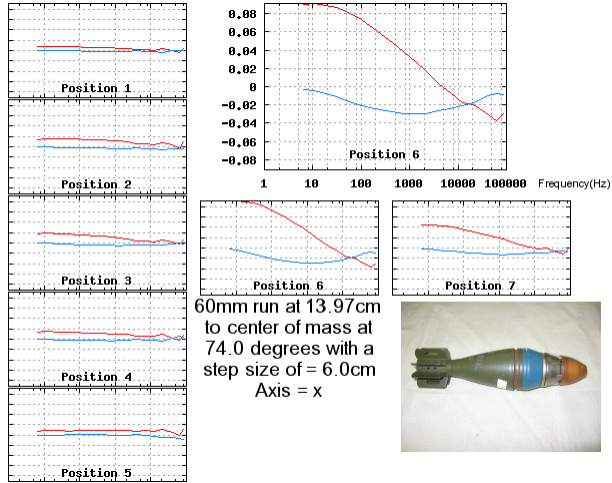 Position 1
Position 2
Position 3
Position 4
Position 5
0.08
0.06
0.04
0.02
0
-0.02
-0.04
-0.06
-0.08
Position 6
1 10 100 1000 10000 100000 Frequency(Hz)
Position 6
Position 7
60mm run at 13.97cm
to center of mass at
74.0 degrees with a
step size of = 6.0cm
Axis = x